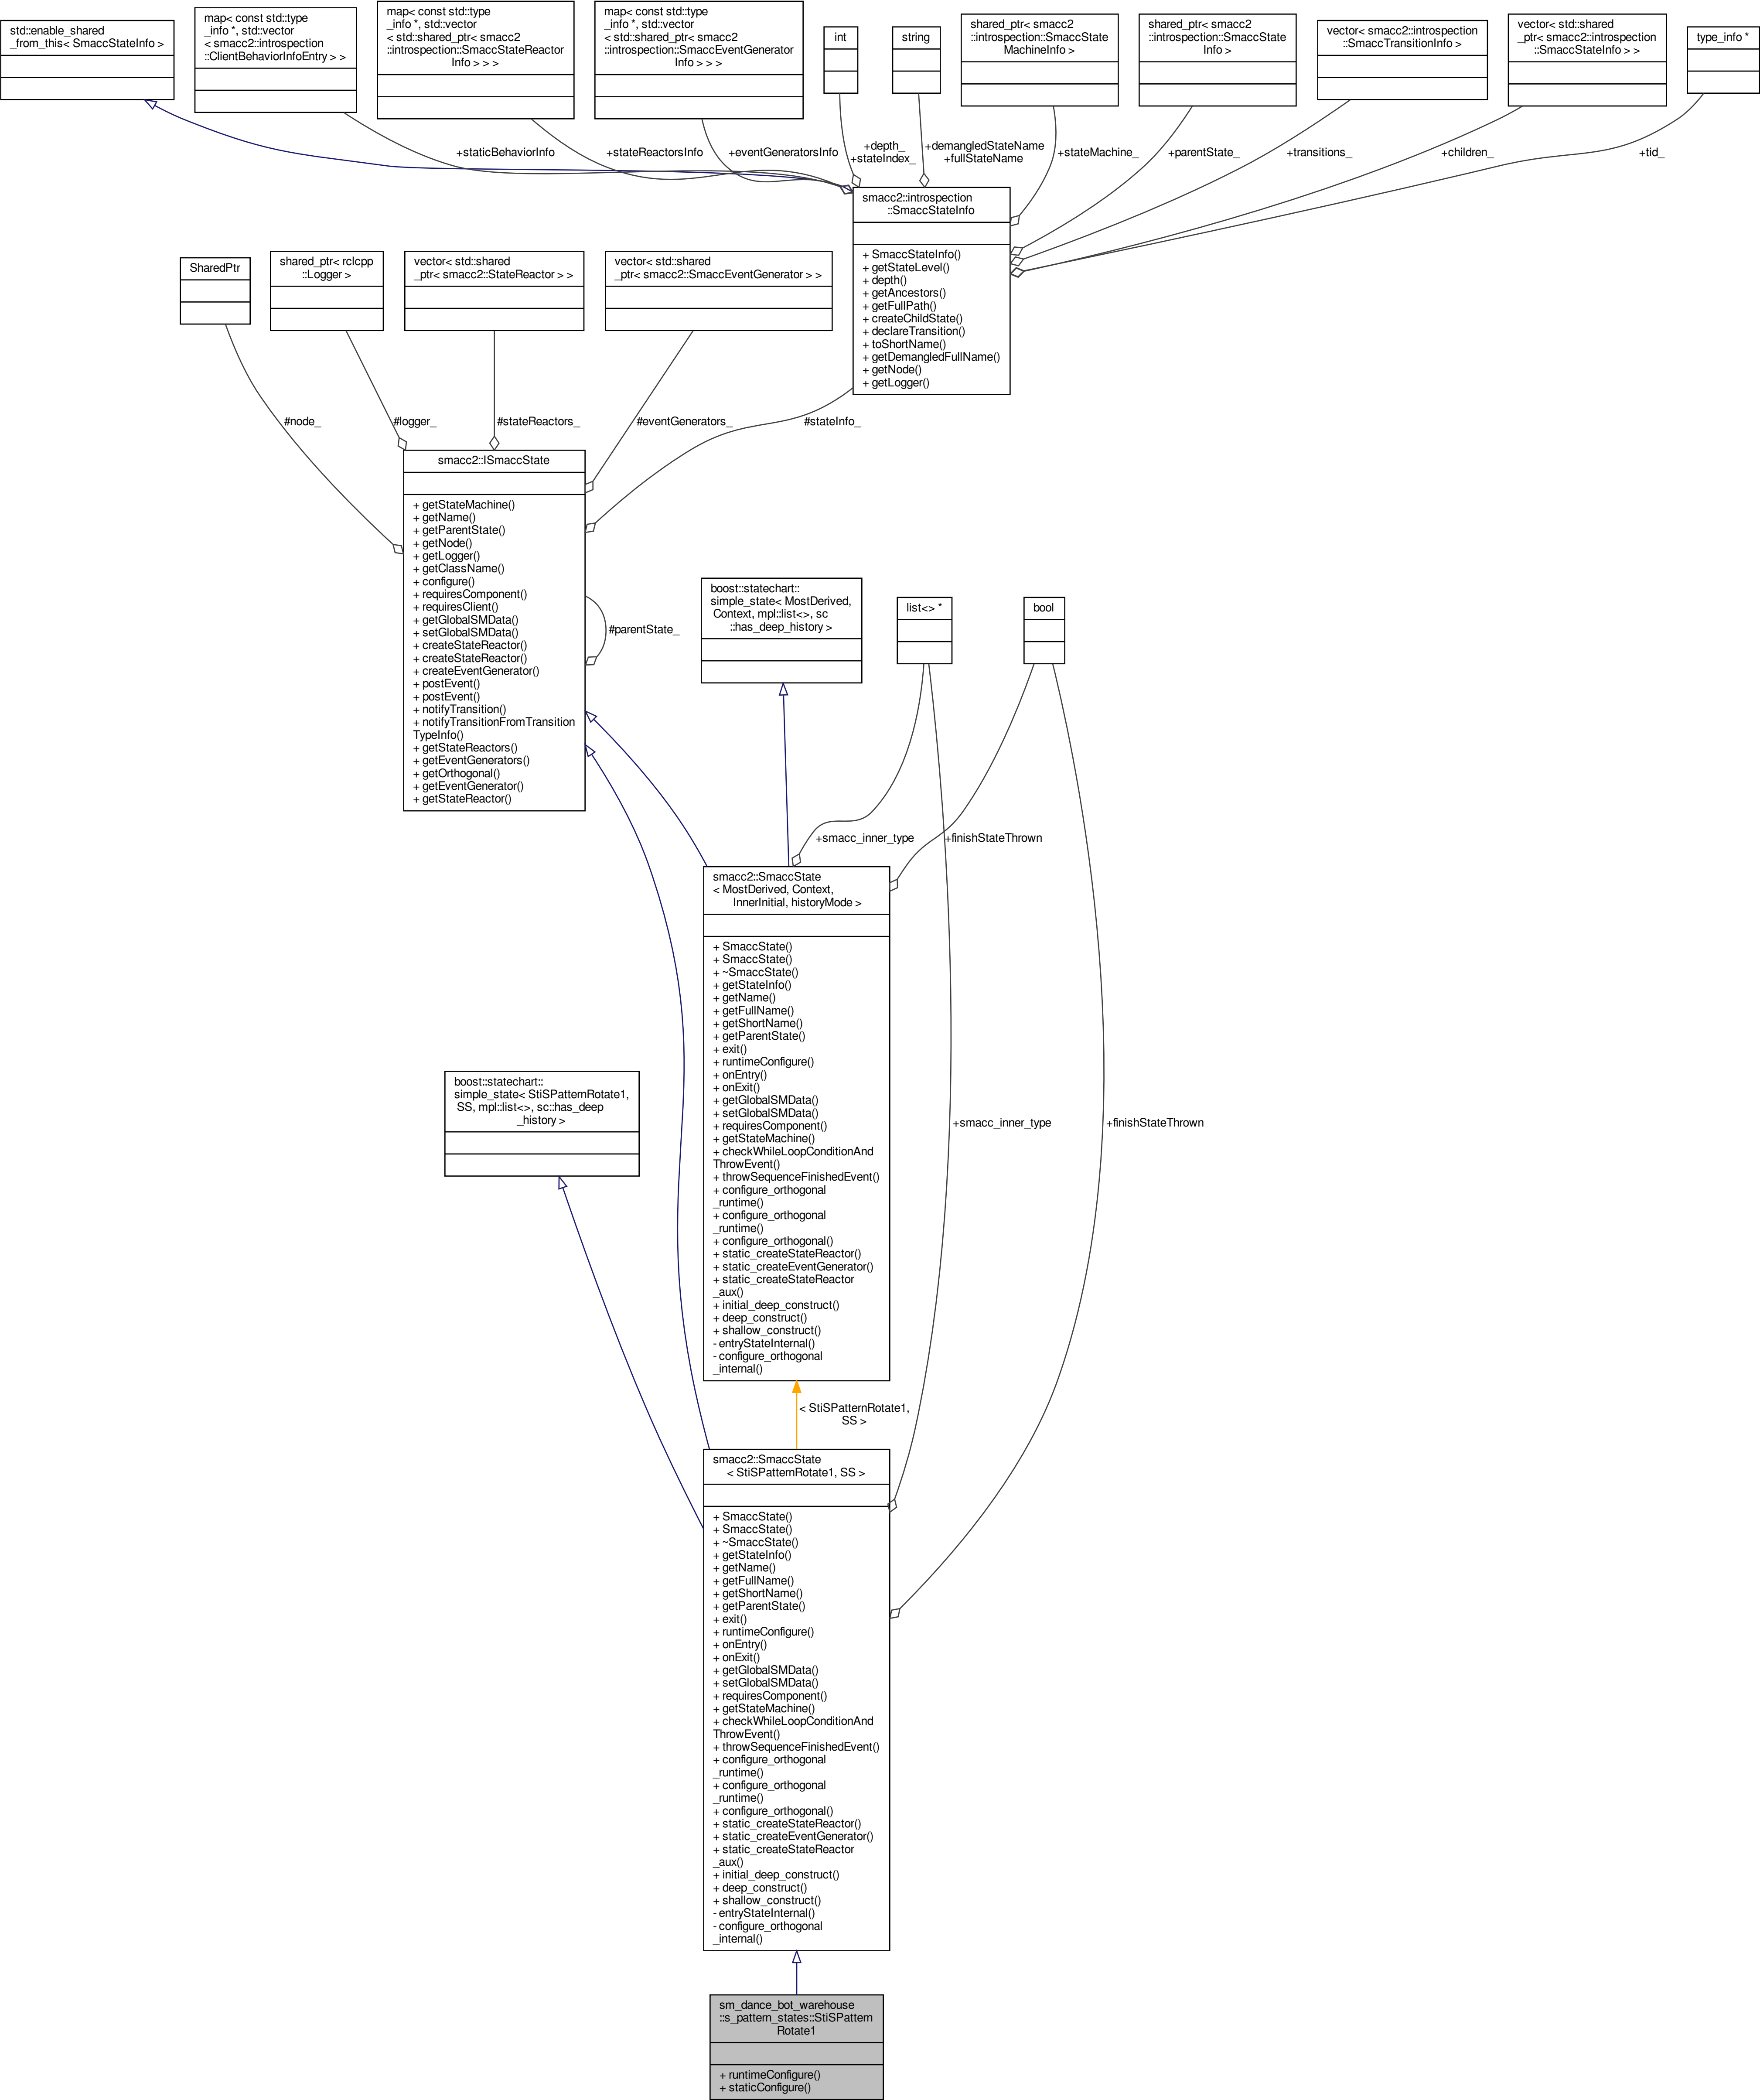 std::enable_shared
_from_this< SmaccStateInfo >
map< const std::type
_info *, std::vector
< smacc2::introspection
::ClientBehaviorInfoEntry > >
map< const std::type
_info *, std::vector
< std::shared_ptr< smacc2
::introspection::SmaccStateReactor
Info > > >
map< const std::type
_info *, std::vector
< std::shared_ptr< smacc2
::introspection::SmaccEventGenerator
Info > > >
int
string
shared_ptr< smacc2
::introspection::SmaccState
MachineInfo >
shared_ptr< smacc2
::introspection::SmaccState
Info >
vector< smacc2::introspection
::SmaccTransitionInfo >
vector< std::shared
_ptr< smacc2::introspection
::SmaccStateInfo > >
type_info *
+staticBehaviorInfo
+stateReactorsInfo
+eventGeneratorsInfo
+depth_
+stateIndex_
+demangledStateName
+fullStateName
+stateMachine_
+parentState_
+transitions_
+children_
+tid_
smacc2::introspection
::SmaccStateInfo
+ SmaccStateInfo()
+ getStateLevel()
+ depth()
+ getAncestors()
+ getFullPath()
+ createChildState()
+ declareTransition()
+ toShortName()
+ getDemangledFullName()
+ getNode()
+ getLogger()
SharedPtr
shared_ptr< rclcpp
::Logger >
vector< std::shared
_ptr< smacc2::StateReactor > >
vector< std::shared
_ptr< smacc2::SmaccEventGenerator > >
#node_
#logger_
#stateReactors_
#eventGenerators_
#stateInfo_
smacc2::ISmaccState
+ getStateMachine()
+ getName()
+ getParentState()
+ getNode()
+ getLogger()
+ getClassName()
+ configure()
+ requiresComponent()
+ requiresClient()
+ getGlobalSMData()
+ setGlobalSMData()
+ createStateReactor()
+ createStateReactor()
+ createEventGenerator()
+ postEvent()
+ postEvent()
+ notifyTransition()
+ notifyTransitionFromTransition
TypeInfo()
+ getStateReactors()
+ getEventGenerators()
+ getOrthogonal()
+ getEventGenerator()
+ getStateReactor()
#parentState_
boost::statechart::
simple_state< MostDerived,
Context, mpl::list<>, sc
::has_deep_history >
list<> *
bool
+smacc_inner_type
+finishStateThrown
smacc2::SmaccState
< MostDerived, Context,
InnerInitial, historyMode >
+ SmaccState()
+ SmaccState()
+ ~SmaccState()
+ getStateInfo()
+ getName()
+ getFullName()
+ getShortName()
+ getParentState()
+ exit()
+ runtimeConfigure()
+ onEntry()
+ onExit()
+ getGlobalSMData()
+ setGlobalSMData()
+ requiresComponent()
+ getStateMachine()
+ checkWhileLoopConditionAnd
ThrowEvent()
+ throwSequenceFinishedEvent()
+ configure_orthogonal
_runtime()
+ configure_orthogonal
_runtime()
+ configure_orthogonal()
+ static_createStateReactor()
+ static_createEventGenerator()
+ static_createStateReactor
_aux()
+ initial_deep_construct()
+ deep_construct()
+ shallow_construct()
- entryStateInternal()
- configure_orthogonal
_internal()
boost::statechart::
simple_state< StiSPatternRotate1,
SS, mpl::list<>, sc::has_deep
_history >
+smacc_inner_type
+finishStateThrown
< StiSPatternRotate1,
SS >
smacc2::SmaccState
< StiSPatternRotate1, SS >
+ SmaccState()
+ SmaccState()
+ ~SmaccState()
+ getStateInfo()
+ getName()
+ getFullName()
+ getShortName()
+ getParentState()
+ exit()
+ runtimeConfigure()
+ onEntry()
+ onExit()
+ getGlobalSMData()
+ setGlobalSMData()
+ requiresComponent()
+ getStateMachine()
+ checkWhileLoopConditionAnd
ThrowEvent()
+ throwSequenceFinishedEvent()
+ configure_orthogonal
_runtime()
+ configure_orthogonal
_runtime()
+ configure_orthogonal()
+ static_createStateReactor()
+ static_createEventGenerator()
+ static_createStateReactor
_aux()
+ initial_deep_construct()
+ deep_construct()
+ shallow_construct()
- entryStateInternal()
- configure_orthogonal
_internal()
sm_dance_bot_warehouse
::s_pattern_states::StiSPattern
Rotate1
+ runtimeConfigure()
+ staticConfigure()